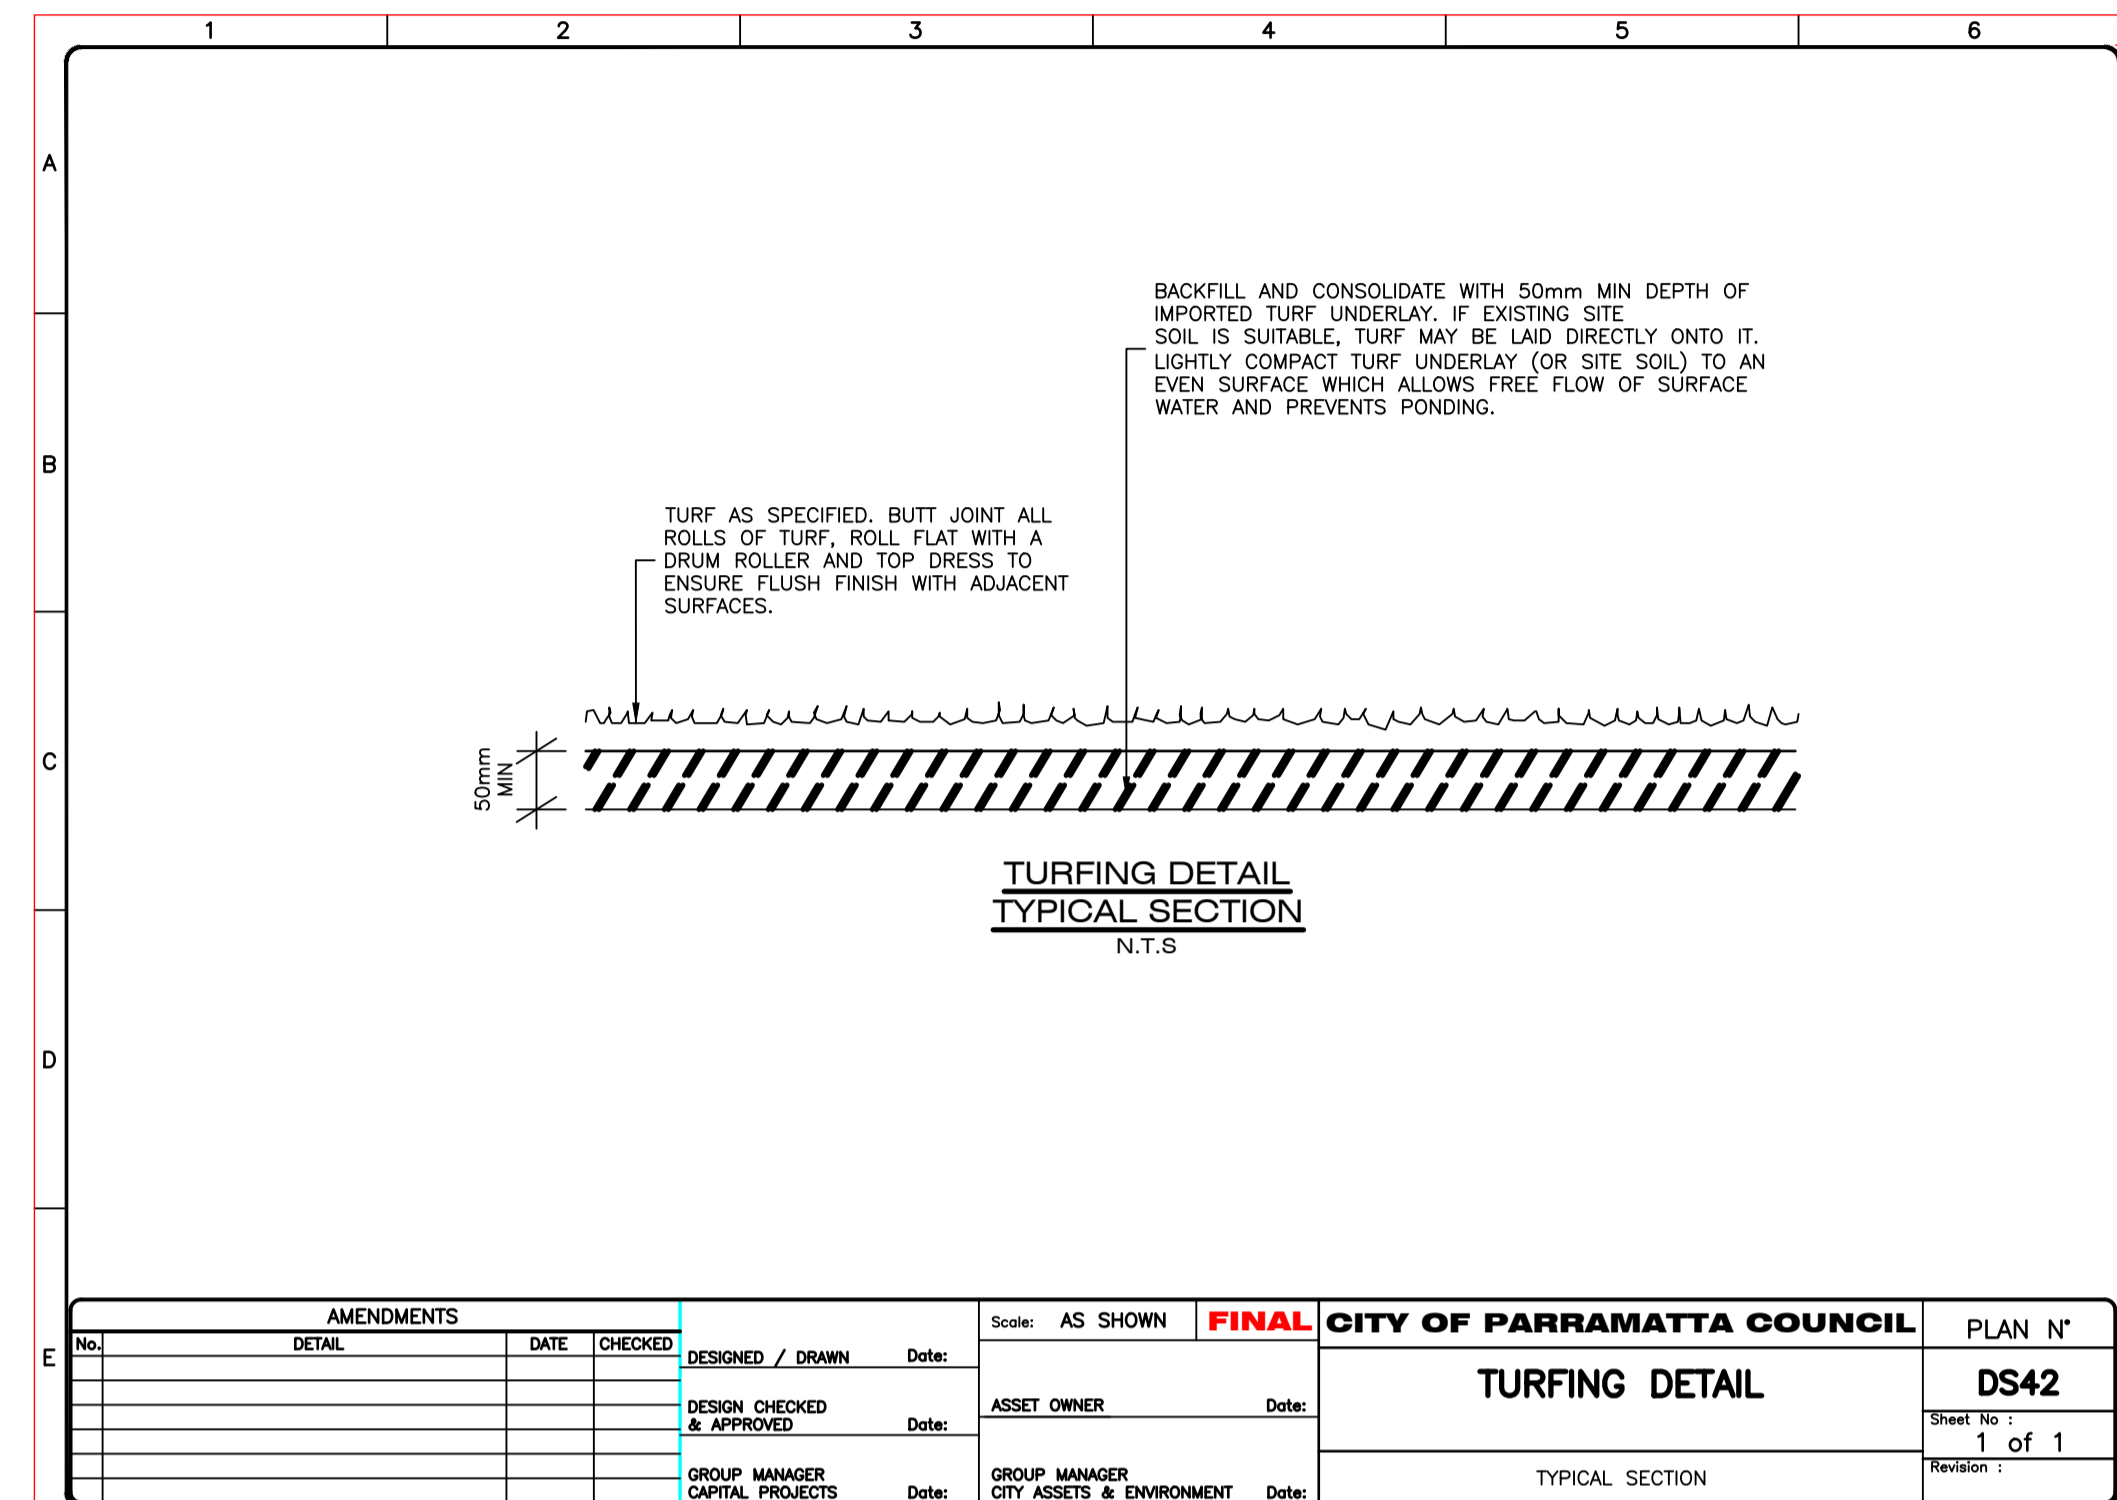 1 2 3 4 5 6
A
B
C
D
E
BACKFILL AND CONSOLIDATE WITH 50mm MIN DEPTH OF
IMPORTED TURF UNDERLAY. IF EXISTING SITE
SOIL IS SUITABLE, TURF MAY BE LAID DIRECTLY ONTO IT.
LIGHTLY COMPACT TURF UNDERLAY (OR SITE SOIL) TO AN
EVEN SURFACE WHICH ALLOWS FREE FLOW OF SURFACE
WATER AND PREVENTS PONDING.
TURF AS SPECIFIED. BUTT JOINT ALL
ROLLS OF TURF, ROLL FLAT WITH A
DRUM ROLLER AND TOP DRESS TO
ENSURE FLUSH FINISH WITH ADJACENT
SURFACES.
50mm
MIN
TURFING DETAIL
TYPICAL SECTION
N.T.S
AMENDMENTS
No. DETAIL DATE CHECKED
DESIGNED / DRAWN Date:
DESIGN CHECKED
& APPROVED Date:
GROUP MANAGER
CAPITAL PROJECTS Date:
Scale: AS SHOWN FINAL
ASSET OWNER Date:
GROUP MANAGER
CITY ASSETS & ENVIRONMENT Date:
CITY OF PARRAMATTA COUNCIL
TURFING DETAIL
TYPICAL SECTION
PLAN N°
DS42
Sheet No :
1 of 1
Revision :